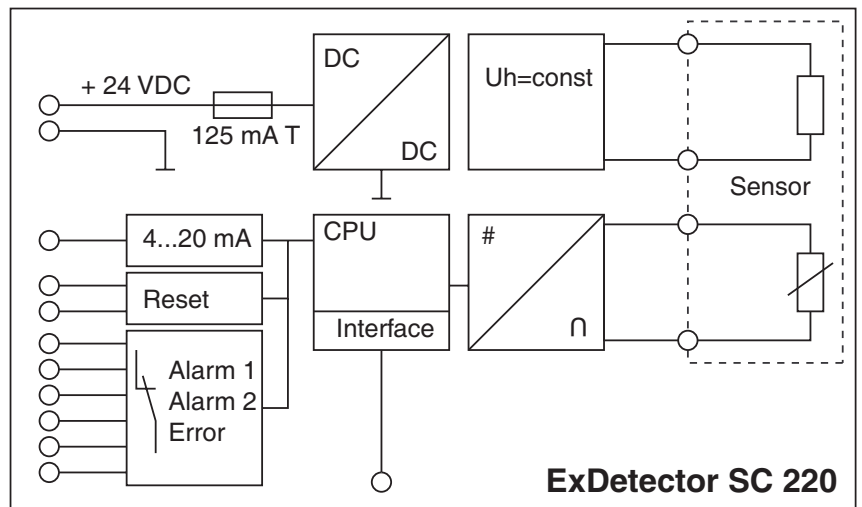 + 24 VDC
125 mA T
DC
DC
Uh=const
Sensor
4...20 mA
Reset
Alarm 1
Alarm 2
Error
CPU
Interface
#
∩
ExDetector SC 220